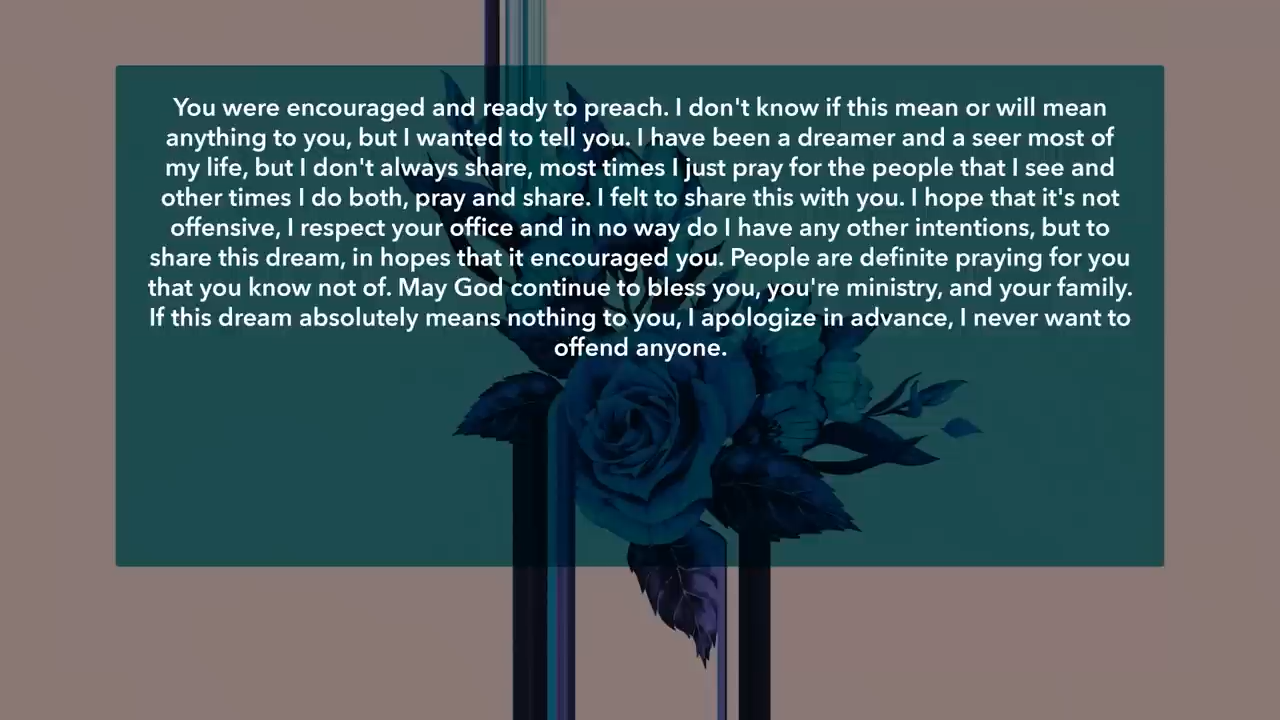 You were encouraged and ready to preach. I don't know if this mean or will mean
anything to you, but I wanted to tell you. I have been a dreamer and a seer most of
my life, but I don't always share, most times I just pray for the people that I see and
other times I do both, pray and share. I felt to share this with you. I hope that it's not
offensive, I respect your office and in no way do I have any other intentions, but to
share this dream, in hopes that it encouraged you. People are definite praying for you
that you know not of. May God continue to bless you, you're ministry, and your family.
If this dream absolutely means nothing to you, I apologize in advance, I never want to
offend anyone.